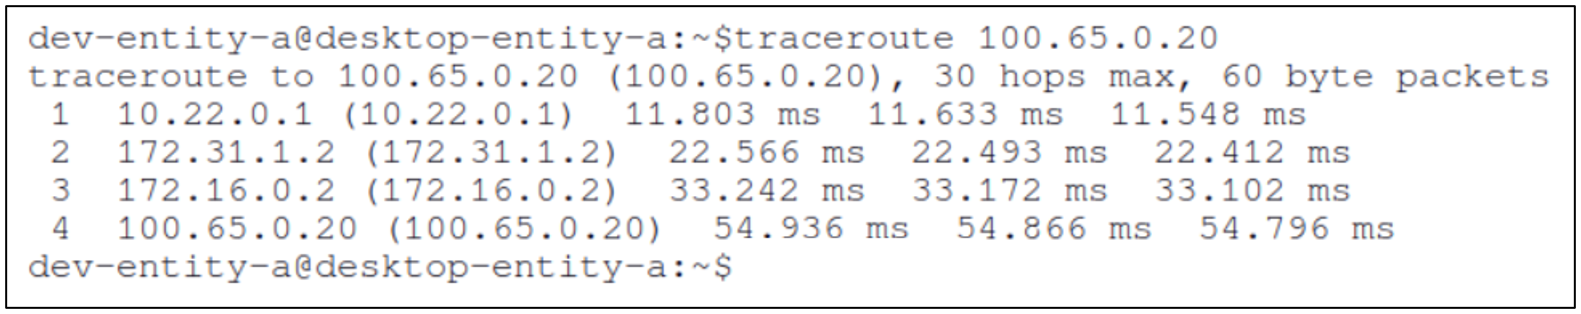 dev-entity-a@desktop-entity-a:~$traceroute 100.65.0.20
traceroute to 100.65.0.20 (100.65.0.20), 30 hops max, 60 byte packets
1 10.22.0.1 (10.22.0.1) 11.803 ms 11.633 ms 11.548 ms
2 172.31.1.2 (172.31.1.2) 22.566 ms 22.493 ms 22.412 ms
3 172.16.0.2 (172.16.0.2) 33.242 ms 33.172 ms 33.102 ms
4 100.65.0.20 (100.65.0.20) 54.936 ms 54.866 ms 54.796 ms
dev-entity-a@desktop-entity-a:~$